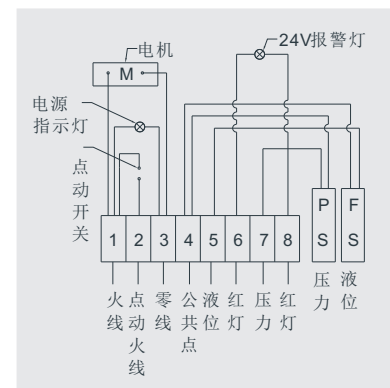 24V报警灯
电机
M
电源
指示灯
点动开关
P S
F S
1 2 3 4 5 6 7 8
压力
液位
火线
点动火线
零线
公共点
液位
红灯
压力
红灯